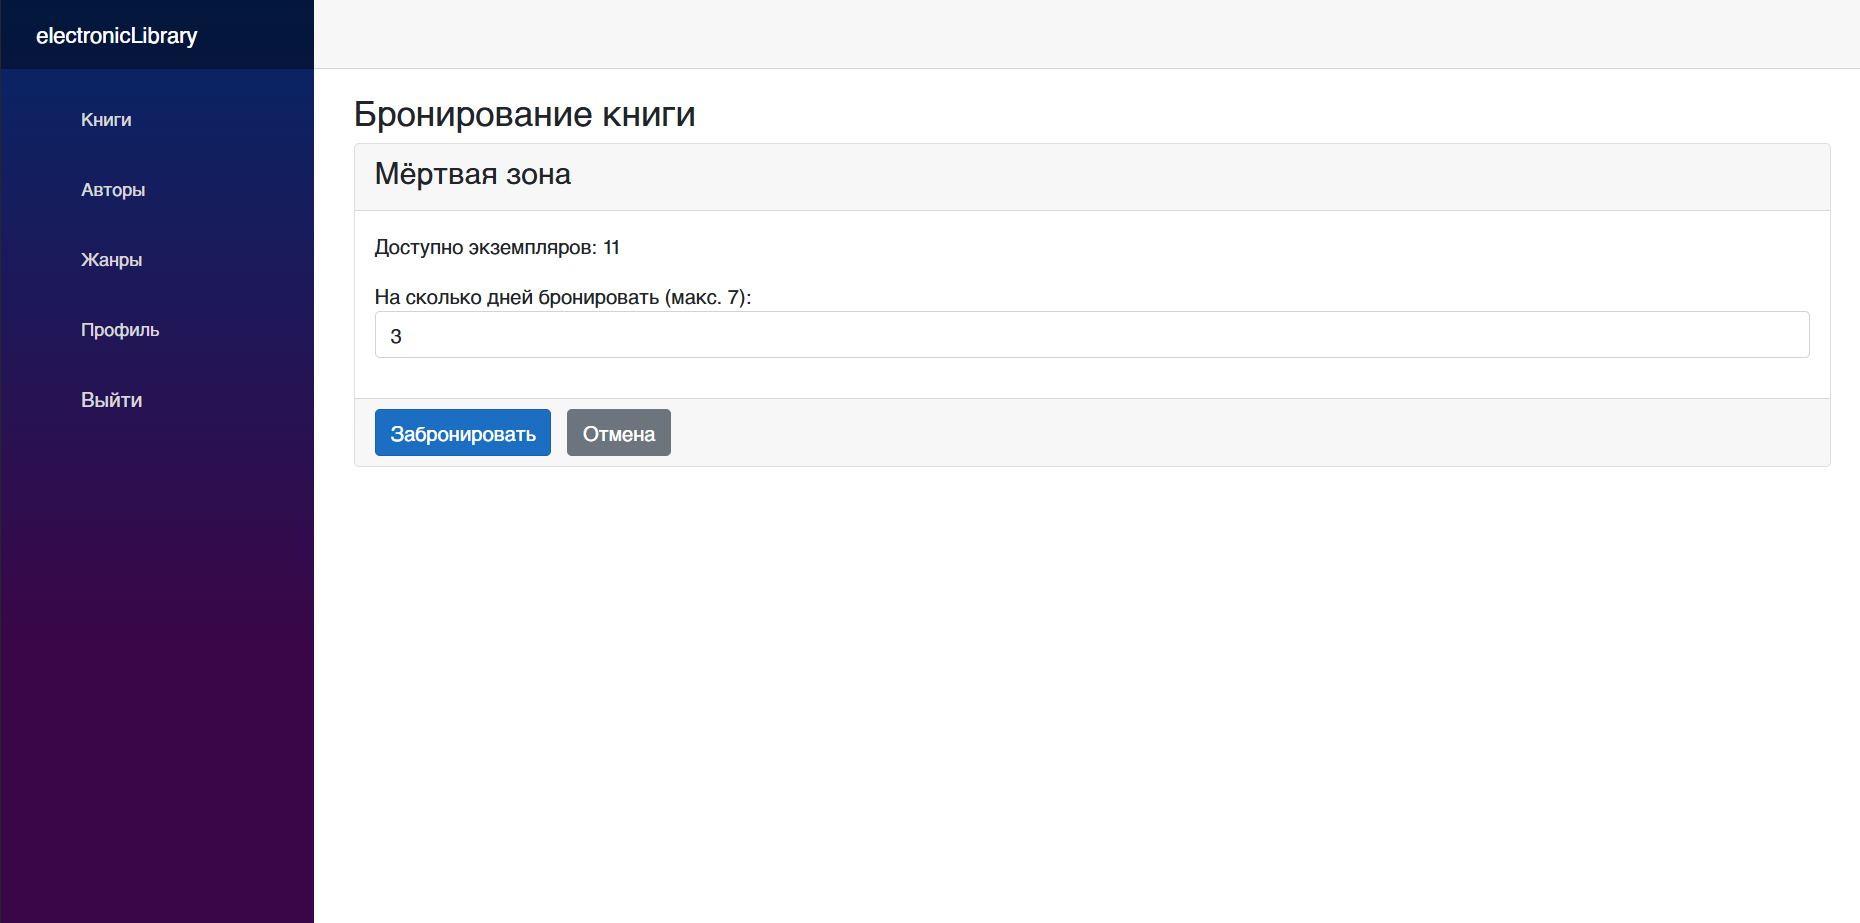 electronicLibrary
Книги
Авторы
Жанры
Профиль
Выйти
Бронирование книги
Мёртвая зона
Доступно экземпляров: 11
На сколько дней бронировать (макс. 7):
3
Забронировать
Отмена